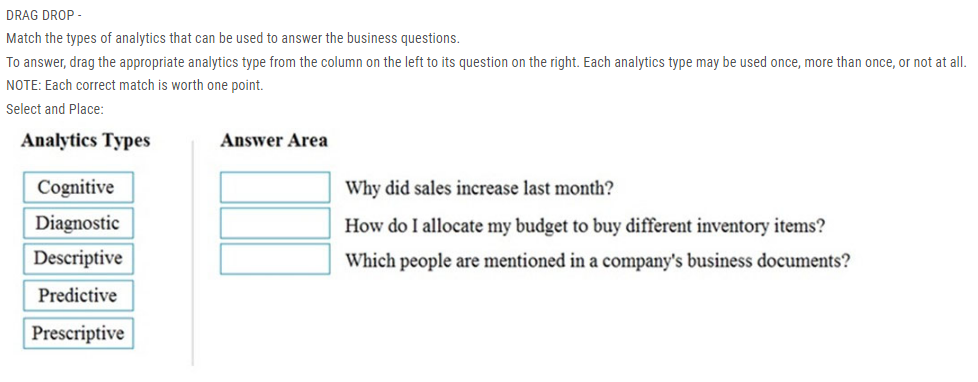 DRAG DROP -
Match the types of analytics that can be used to answer the business questions.
To answer, drag the appropriate analytics type from the column on the left to its question on the right. Each analytics type may be used once, more than once, or not at all.
NOTE: Each correct match is worth one point.
Select and Place:
Analytics Types
Cognitive
Diagnostic
Descriptive
Predictive
Prescriptive
Answer Area
Why did sales increase last month?
How do I allocate my budget to buy different inventory items?
Which people are mentioned in a company's business documents?